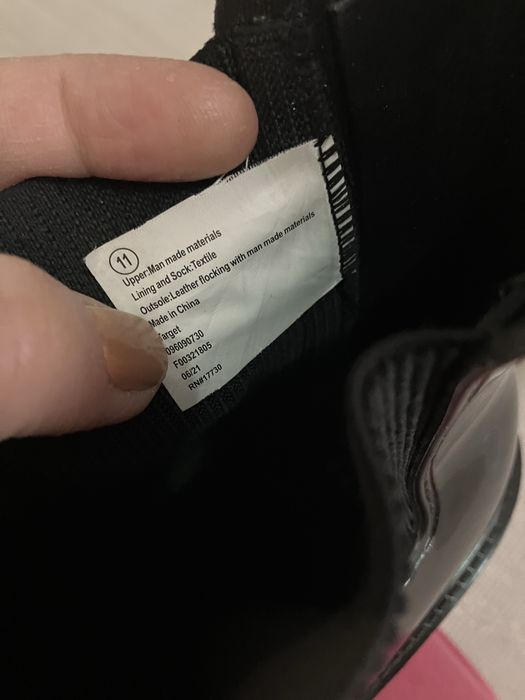 11
Upper:Man made materials
Lining and Sock:Textile
Outsole:Leather flocking with man made materials
Made in China
Target
096090730
F00321805
06/21
RN#17730